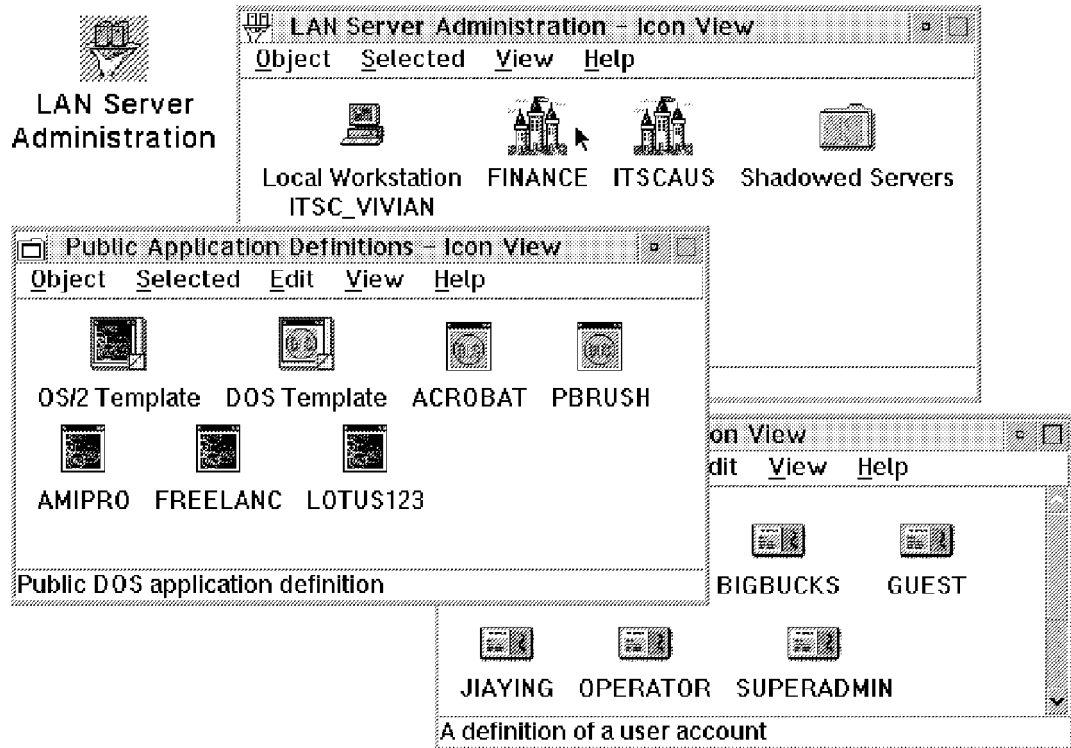 LAN Server
Administration
LAN Server Administration - Icon View
Object Selected View Help
Local Workstation
ITSC_VIVIAN
FINANCE
ITSCAUS
Shadowed Servers
Public Application Definitions - Icon View
Object Selected Edit View Help
OS/2 Template DOS Template ACROBAT PBRUSH
AMIPRO FREELANC LOTUS123
Public DOS application definition
on View
dit View Help
BIGBUCKS GUEST
JIAYING OPERATOR SUPERADMIN
A definition of a user account